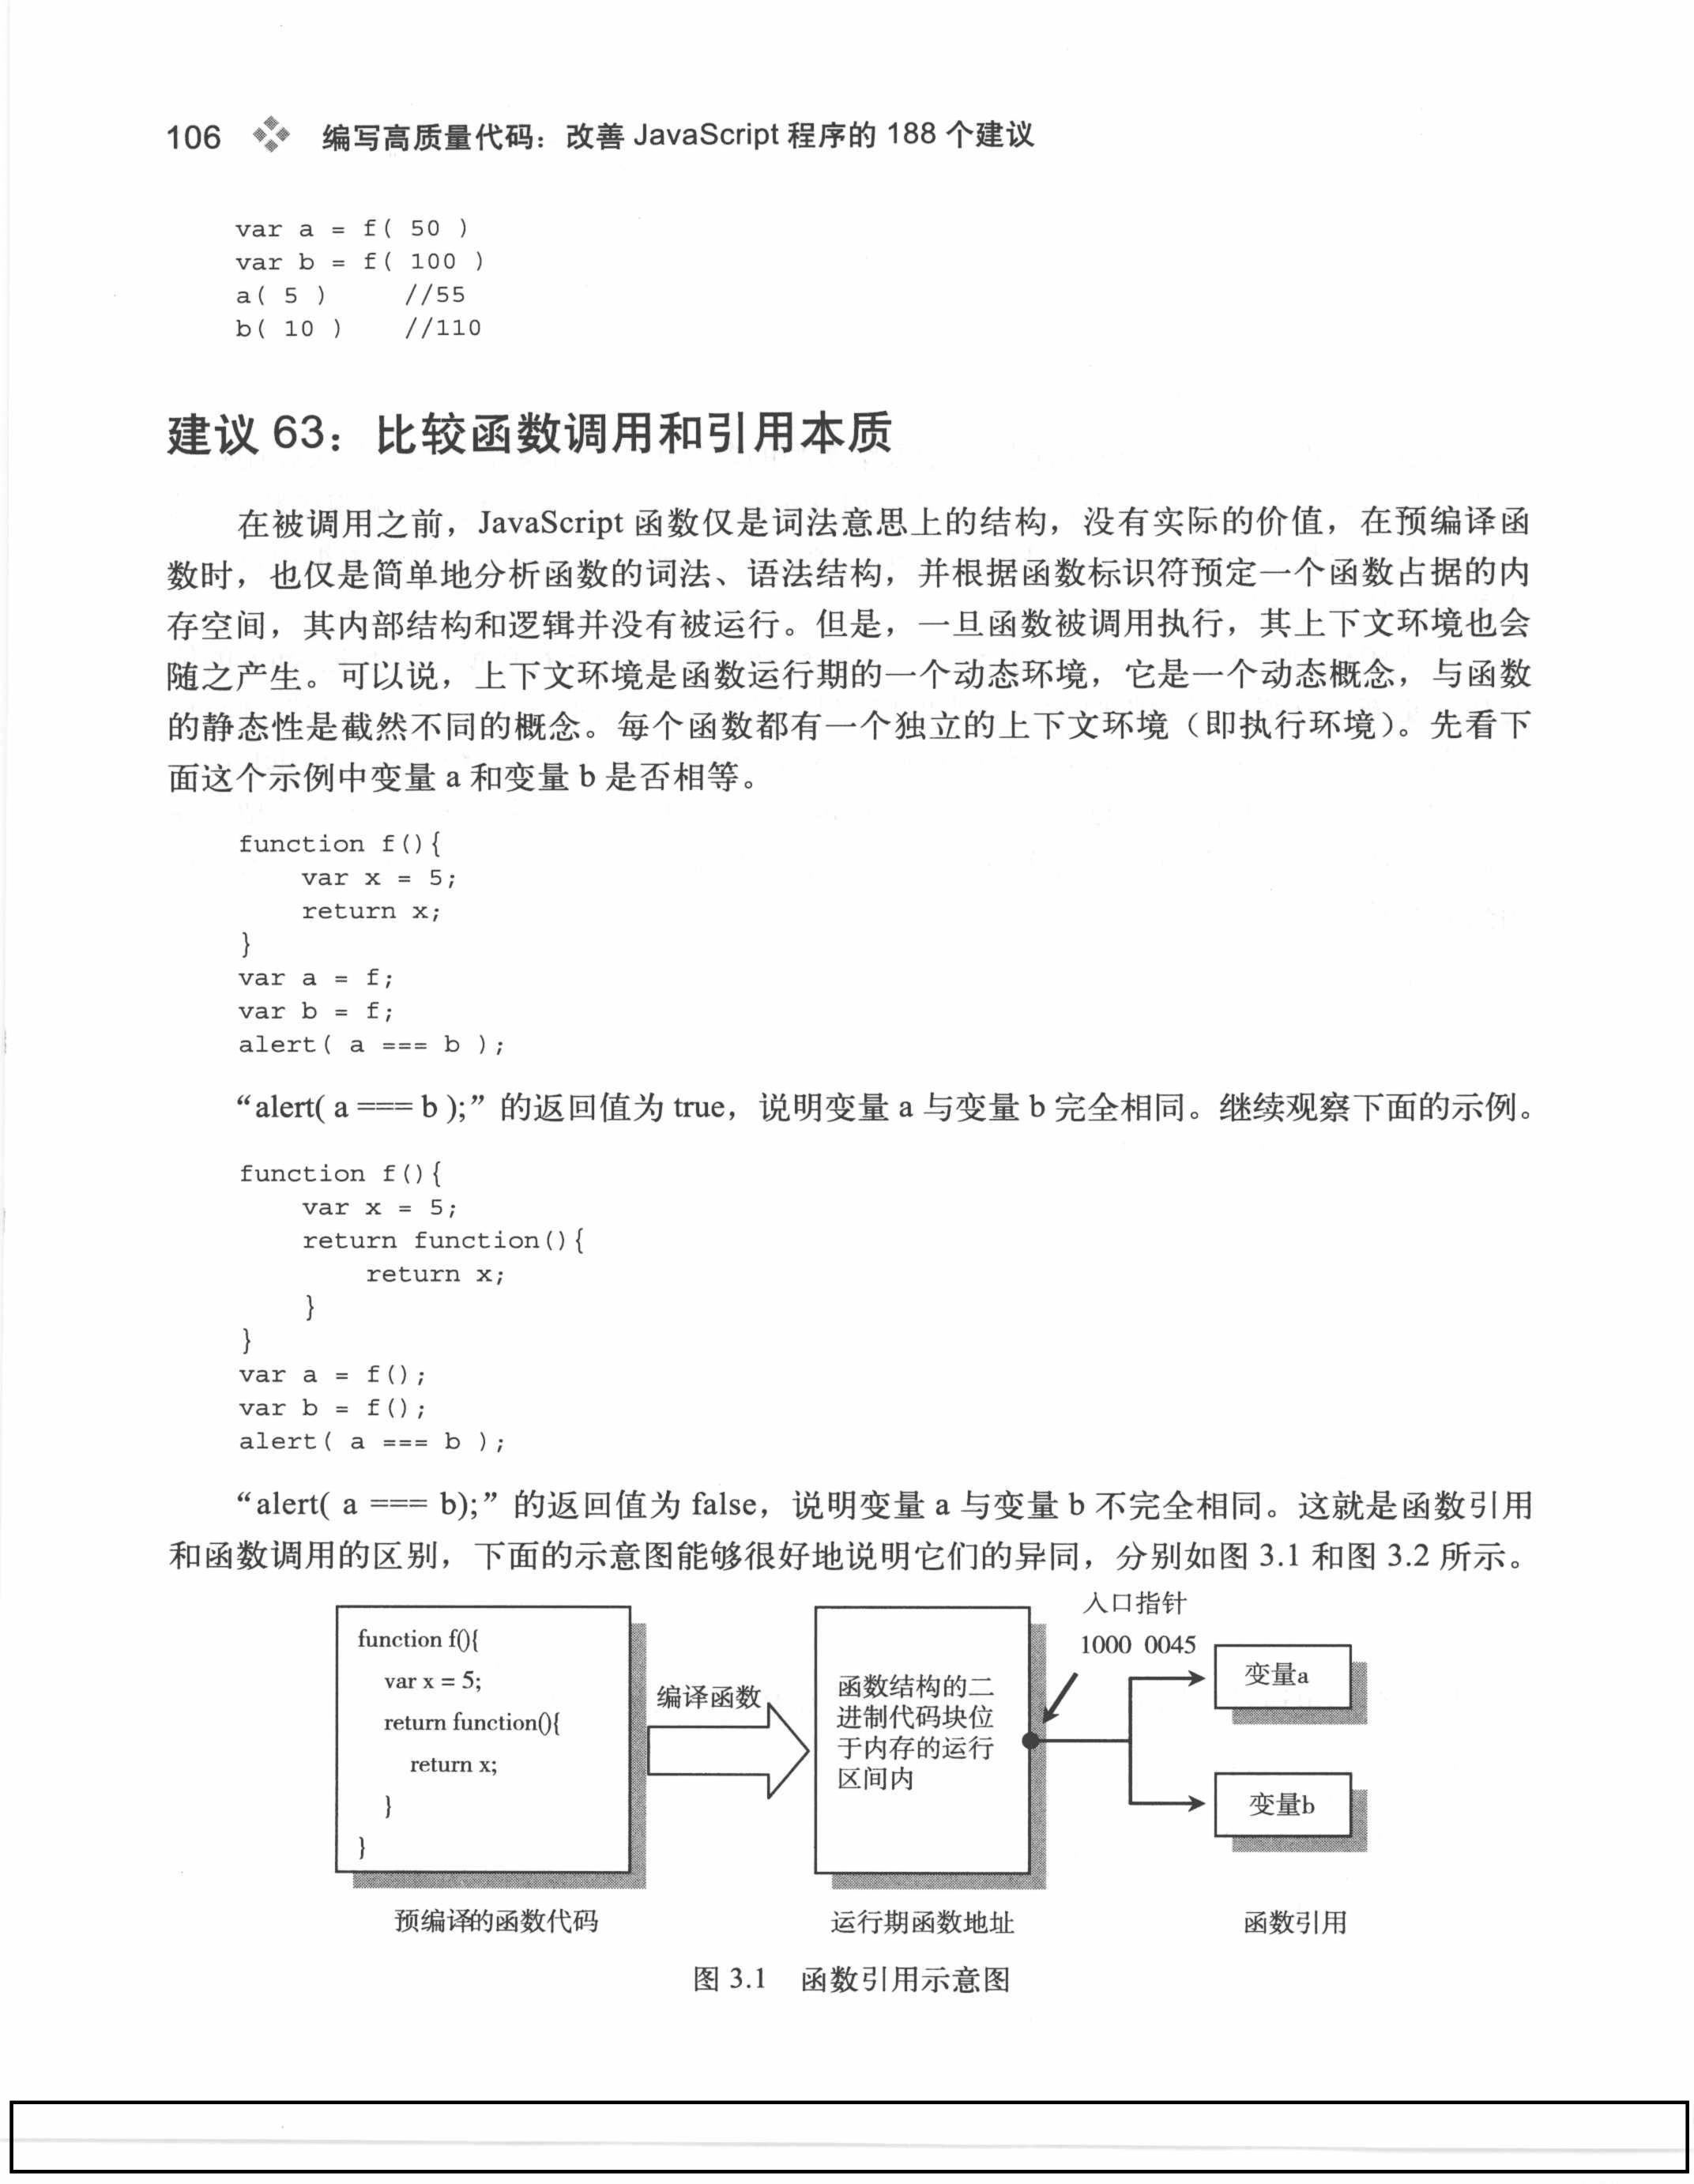 106 编写高质量代码：改善 JavaScript 程序的 188 个建议
var a = f( 50 )
var b = f( 100 )
a( 5 )     //55
b( 10 )    //110
建议 63：比较函数调用和引用本质
在被调用之前，JavaScript 函数仅是词法意思上的结构，没有实际的价值，在预编译函
数时，也仅是简单地分析函数的词法、语法结构，并根据函数标识符预定一个函数占据的内
存空间，其内部结构和逻辑并没有被运行。但是，一旦函数被调用执行，其上下文环境也会
随之产生。可以说，上下文环境是函数运行期的一个动态环境，它是一个动态概念，与函数
的静态性是截然不同的概念。每个函数都有一个独立的上下文环境（即执行环境）。先看下
面这个示例中变量 a 和变量 b 是否相等。
function f(){
    var x = 5;
    return x;
}
var a = f;
var b = f;
alert( a === b );
“alert( a === b );” 的返回值为 true，说明变量 a 与变量 b 完全相同。继续观察下面的示例。
function f(){
    var x = 5;
    return function(){
        return x;
    }
}
var a = f();
var b = f();
alert( a === b );
“alert( a === b);” 的返回值为 false，说明变量 a 与变量 b 不完全相同。这就是函数引用
和函数调用的区别，下面的示意图能够很好地说明它们的异同，分别如图 3.1 和图 3.2 所示。
function f(){
var x = 5;
return function(){
return x;
}
}
编译函数
函数结构的二
进制代码块位
于内存的运行
区间内
入口指针
1000 0045
变量a
变量b
预编译的函数代码
运行期函数地址
函数引用
图 3.1 函数引用示意图